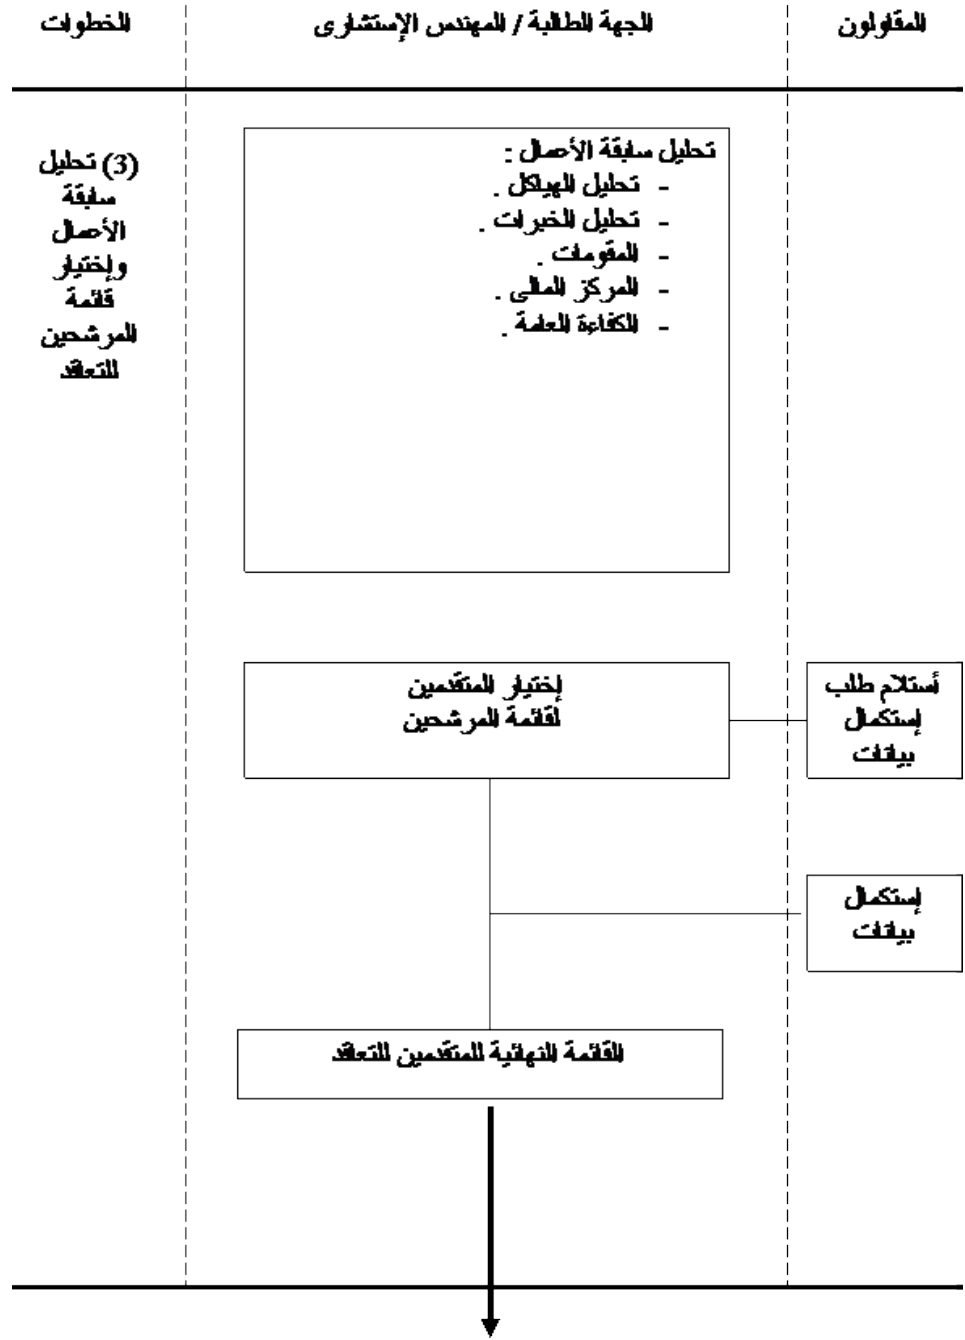 المقاولون
الجهة الطالبة / المهندس الإستشارى
الخطوات
تحليل سابقة الأعمال :
- تحليل الهياكل .
- تحليل الخبرات .
- المقومات .
- المركز المالى .
- الكفاءة العامة .
(3) تحليل
سابقة
الأعمال
وإختيار
قائمة
المرشحين
للتعاقد
أستلام طلب
إستكمال
بيانات
إختيار المتقدمين
لقائمة المرشحين
إستكمال
بيانات
القائمة النهائية للمتقدمين للتعاقد